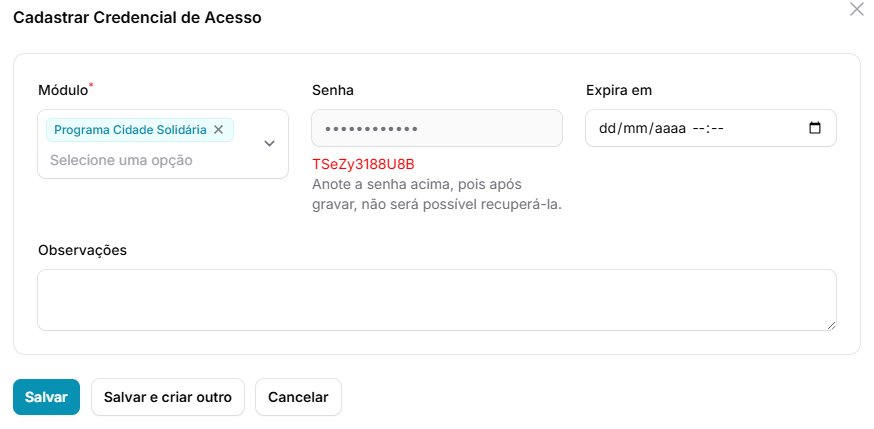 Cadastrar Credencial de Acesso
Módulo*
Senha
Expira em
Programa Cidade Solidária
Selecione uma opção
••••••••••••
dd/mm/aaaa --:--
TSeZy3188U8B
Anote a senha acima, pois após
gravar, não será possível recuperá-la.
Observações
Salvar
Salvar e criar outro
Cancelar